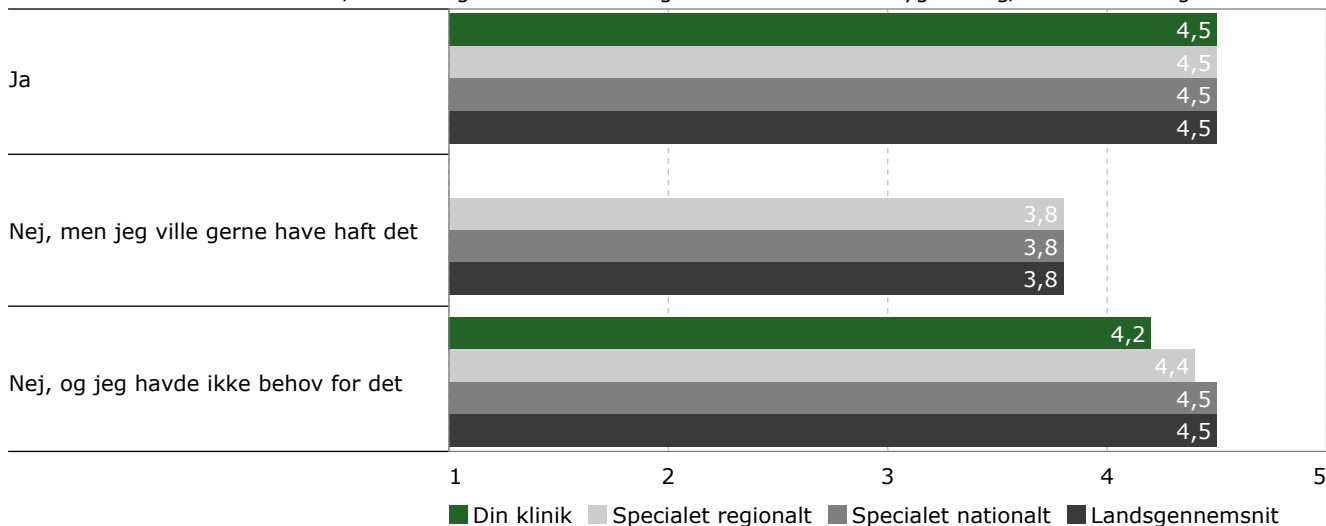 Ja
4,5
4,5
4,5
4,5
Nej, men jeg ville gerne have haft det
3,8
3,8
3,8
Nej, og jeg havde ikke behov for det
4,2
4,4
4,5
4,5
1 2 3 4 5
Din klinik Specialet regionalt Specialet nationalt Landsgennemsnit